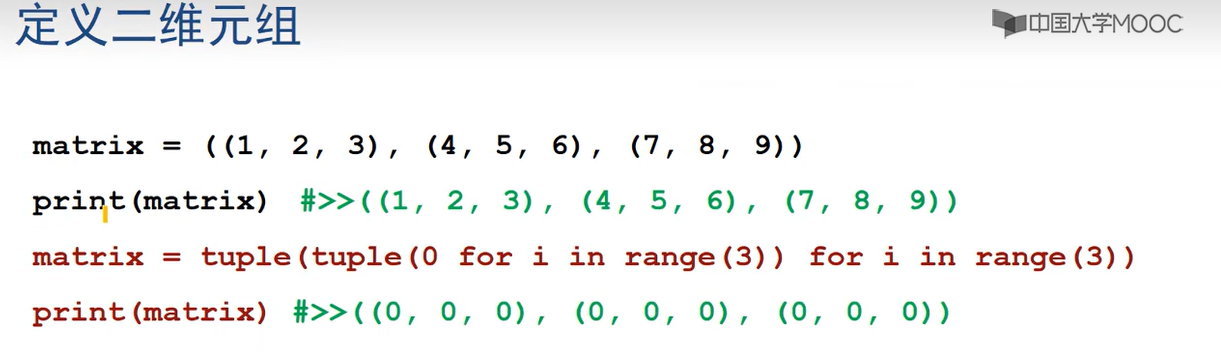 定义二维元组
中国大学MOOC
matrix = ((1, 2, 3), (4, 5, 6), (7, 8, 9))
print(matrix) #>>((1, 2, 3), (4, 5, 6), (7, 8, 9))
matrix = tuple(tuple(0 for i in range(3)) for i in range(3))
print(matrix) #>>((0, 0, 0), (0, 0, 0), (0, 0, 0))